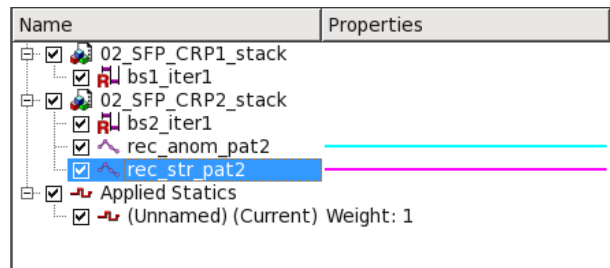 Name Properties
02_SFP_CRP1_stack
bs1_iter1
02_SFP_CRP2_stack
bs2_iter1
rec_anom_pat2
rec_str_pat2
Applied Statics
(Unnamed) (Current) Weight: 1